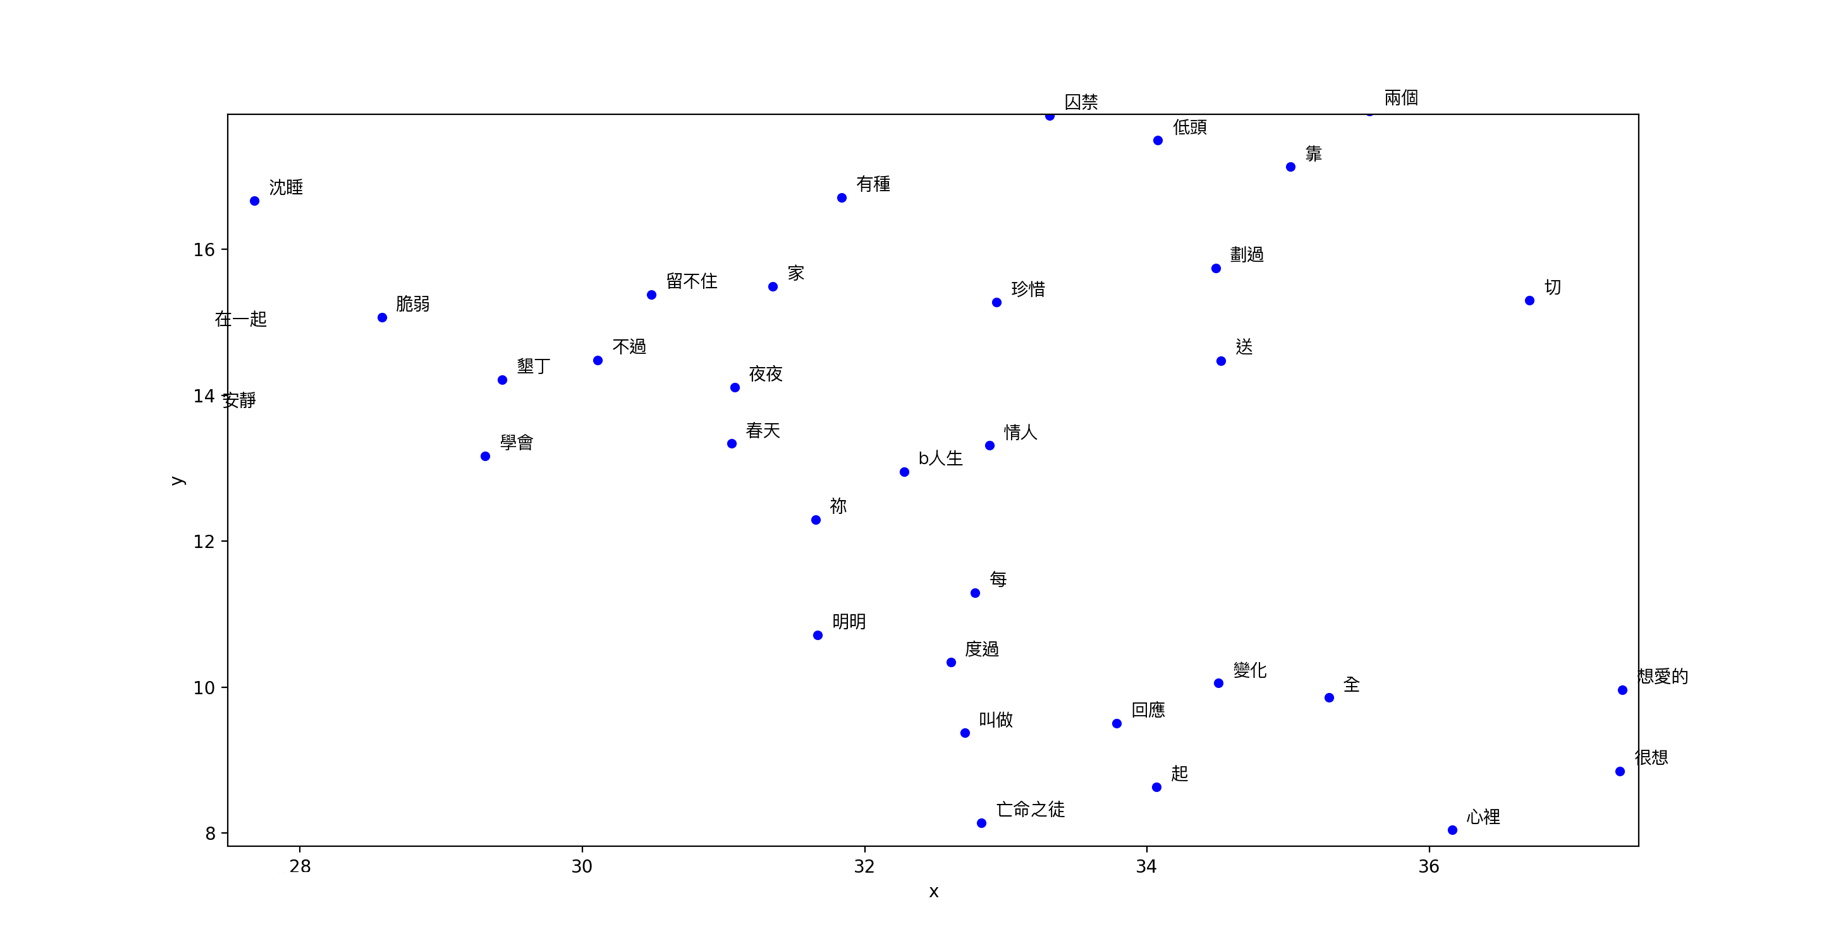 囚禁
兩個
低頭
靠
沈睡
有種
16
劃過
留不住
家
珍惜
切
脆弱
在一起
墾丁
不過
送
夜夜
14
安靜
學會
春天
情人
b人生
y
祢
12
每
明明
度過
變化
10
全
想愛的
回應
叫做
很想
起
亡命之徒
心裡
8
28
30
32
34
36
x